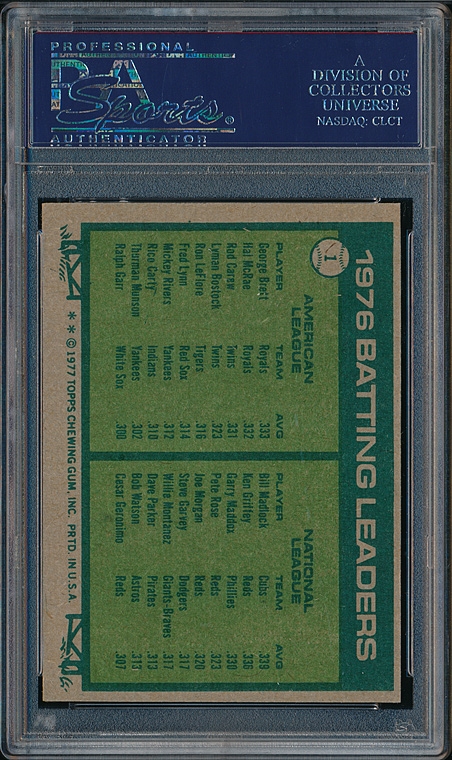 PROFESSIONAL
PSA
Sports®
AUTHENTICATOR
A
DIVISION OF
COLLECTORS
UNIVERSE
NASDAQ: CLCT
1
1976 BATTING LEADERS
AMERICAN
LEAGUE
PLAYER TEAM AVG
George Brett Royals .333
Hal McRae Royals .332
Rod Carew Twins .331
Lyman Bostock Twins .323
Ron LeFlore Tigers .316
Fred Lynn Red Sox .314
Mickey Rivers Yankees .312
Rico Carty Indians .310
Thurman Munson Yankees .302
Ralph Garr White Sox .300
NATIONAL
LEAGUE
PLAYER TEAM AVG
Bill Madlock Cubs .339
Ken Griffey Reds .336
Garry Maddox Phillies .330
Pete Rose Reds .323
Joe Morgan Reds .320
Steve Garvey Dodgers .317
Willie Montanez Giants-Braves .317
Dave Parker Pirates .313
Bob Watson Astros .313
Cesar Geronimo Reds .307
**©1977 TOPPS CHEWING GUM, INC. PRTD. IN U.S.A.